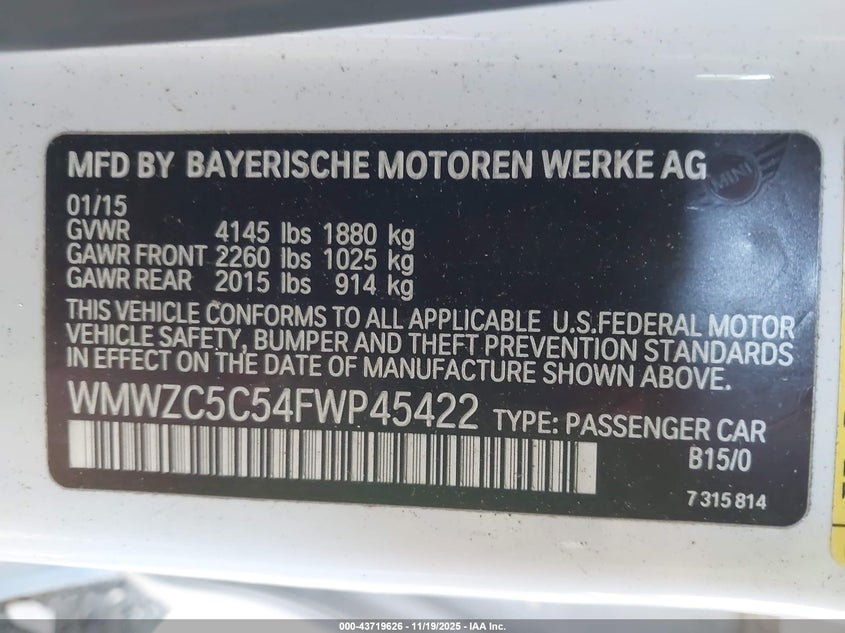 MFD BY BAYERISCHE MOTOREN WERKE AG
MINI
01/15
GVWR 4145 lbs 1880 kg
GAWR FRONT 2260 lbs 1025 kg
GAWR REAR 2015 lbs 914 kg
THIS VEHICLE CONFORMS TO ALL APPLICABLE U.S.FEDERAL MOTOR
VEHICLE SAFETY, BUMPER AND THEFT PREVENTION STANDARDS
IN EFFECT ON THE DATE OF MANUFACTURE SHOWN ABOVE.
WMWZC5C54FWP45422 TYPE: PASSENGER CAR
B15/0
7 315 814
000-43719626 - 11/19/2025 - IAA Inc.